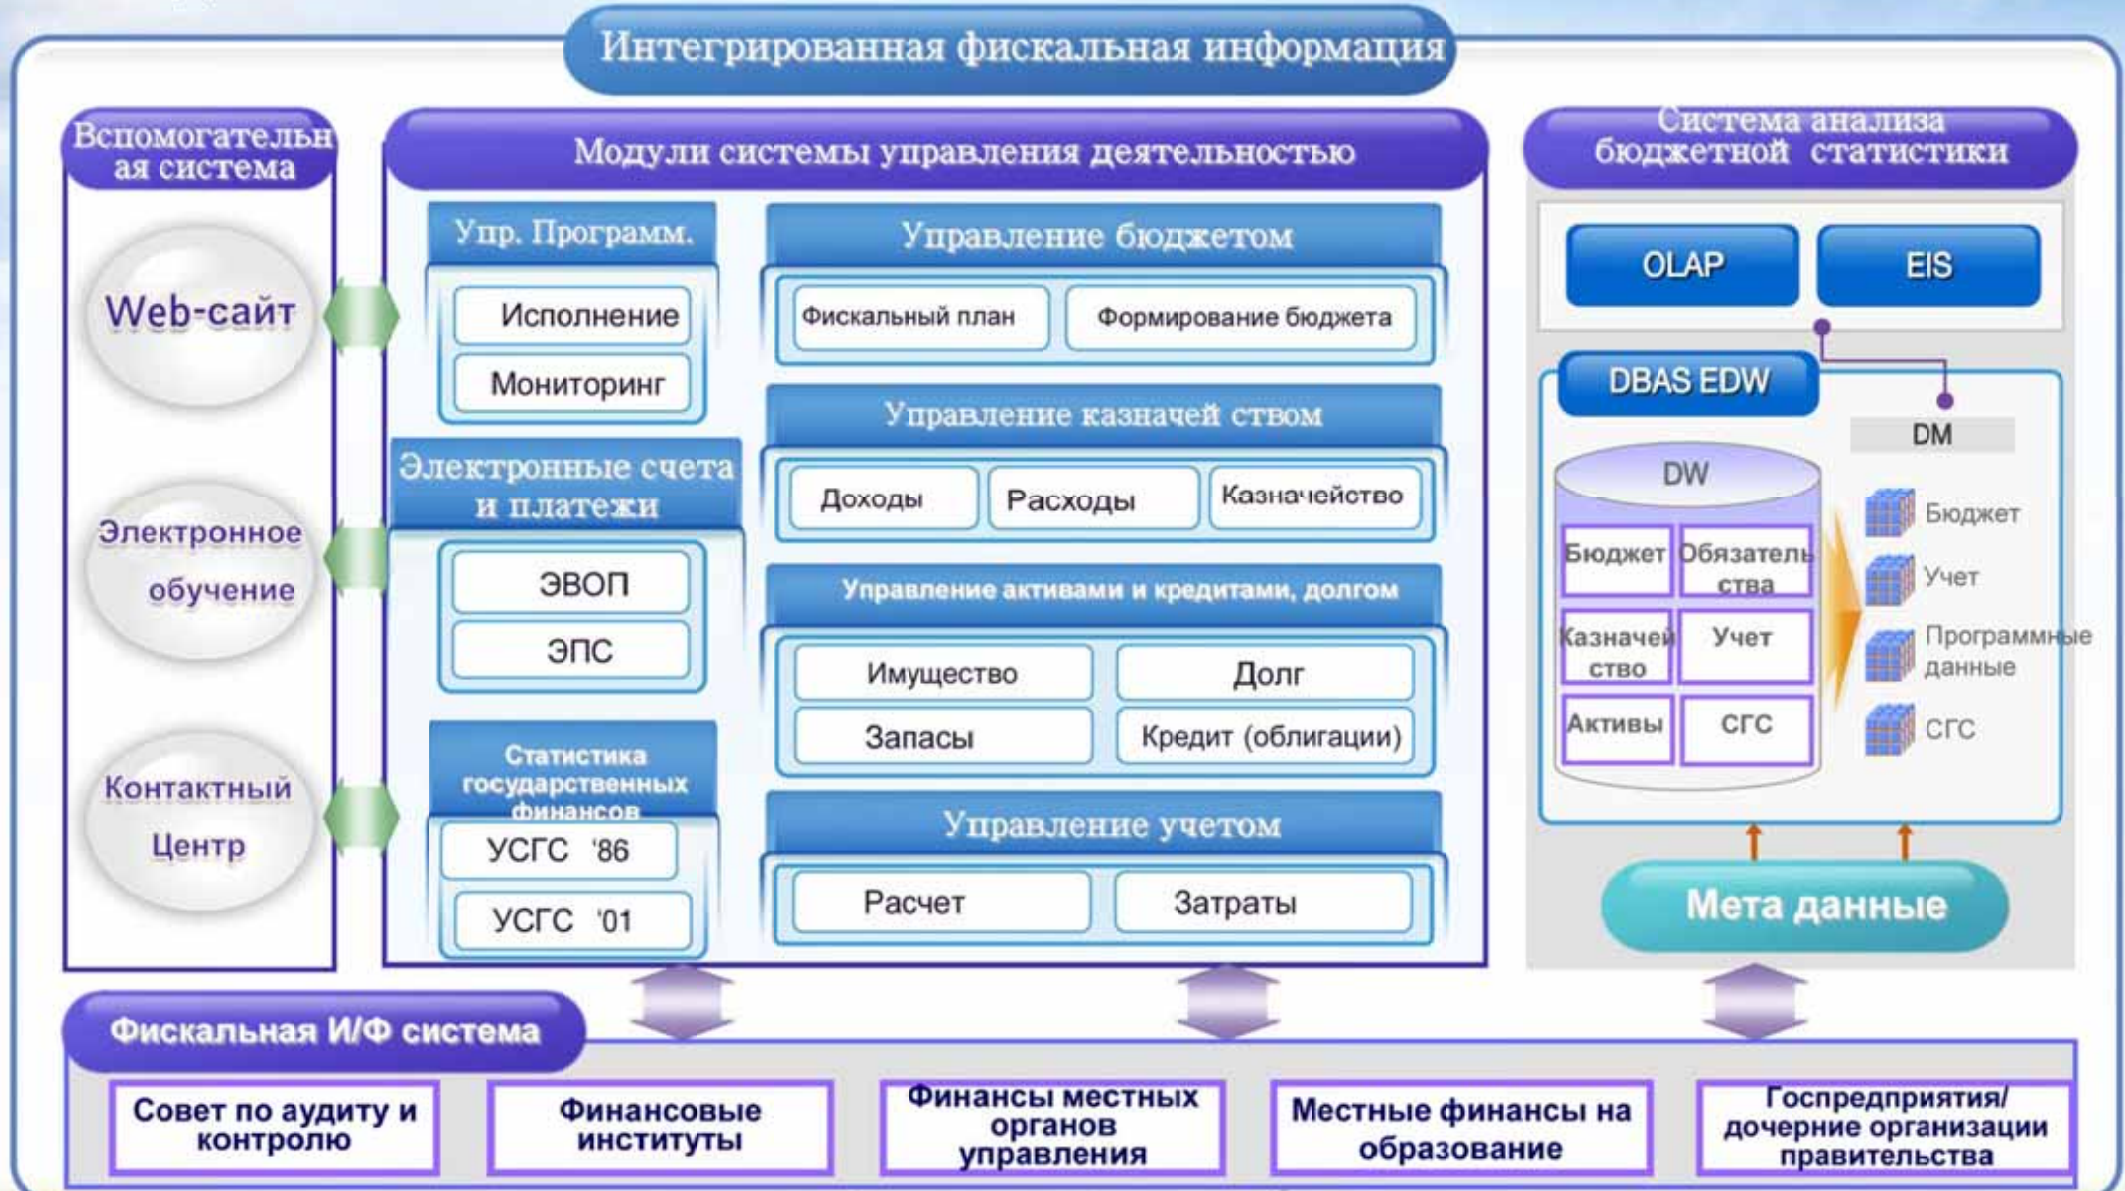 Интегрированная фискальная информация
Вспомогательн
ая система
Web-сайт
Электронное
обучение
Контактный
Центр
Модули системы управления деятельностью
Упр. Программ.
Исполнение
Мониторинг
Электронные счета
и платежи
ЭВОП
ЭПС
Статистика
государственных
финансов
УСГС '86
УСГС '01
Управление бюджетом
Фискальный план
Формирование бюджета
Управление казначей ством
Доходы
Расходы
Казначейство
Управление активами и кредитами, долгом
Имущество
Долг
Запасы
Кредит (облигации)
Управление учетом
Расчет
Затраты
Система анализа
бюджетной статистики
OLAP
EIS
DBAS EDW
DM
DW
Бюджет
Обязатель
ства
Казначей
ство
Учет
Активы
СГС
Бюджет
Учет
Программные
данные
СГС
Мета данные
Фискальная И/Ф система
Совет по аудиту и
контролю
Финансовые
институты
Финансы местных
органов
управления
Местные финансы на
образование
Госпредприятия/
дочерние организации
правительства